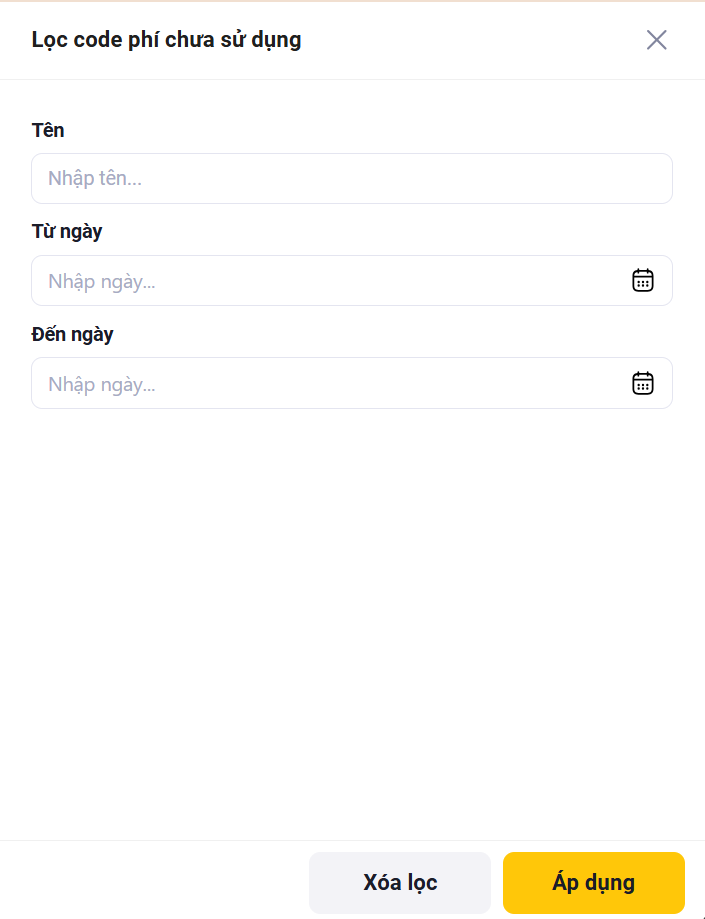 Lọc code phí chưa sử dụng
Tên
Nhập tên...
Từ ngày
Nhập ngày...
Đến ngày
Nhập ngày...
Xóa lọc
Áp dụng